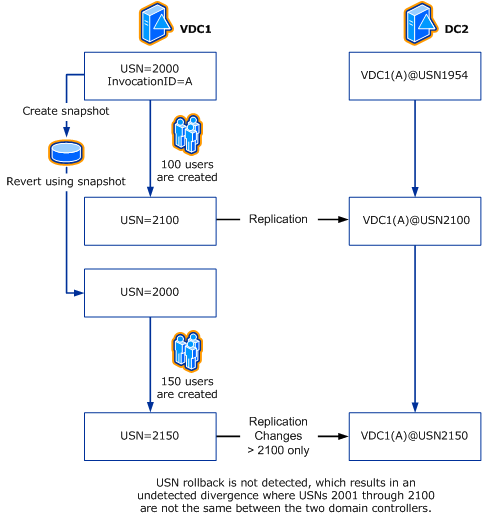 VDC1
DC2
USN=2000
InvocationID=A
VDC1(A)@USN1954
Create snapshot
100 users
are created
Revert using snapshot
USN=2100
Replication
VDC1(A)@USN2100
USN=2000
150 users
are created
USN=2150
Replication
Changes
> 2100 only
VDC1(A)@USN2150
USN rollback is not detected, which results in an
undetected divergence where USNs 2001 through 2100
are not the same between the two domain controllers.